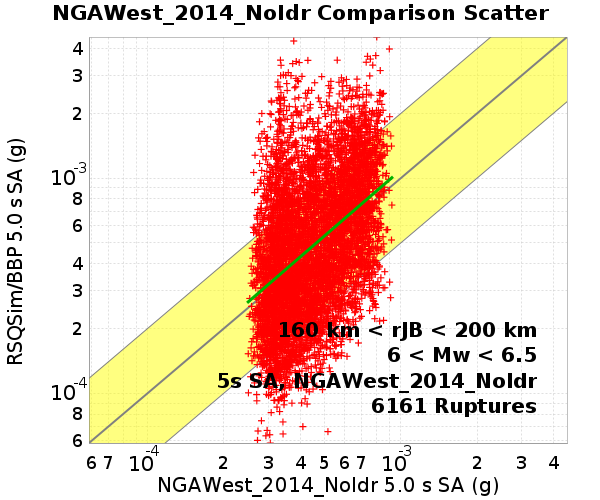 NGAWest_2014_NoIdr Comparison Scatter
RSQSim/BBP 5.0 s SA (g)
4
3
2
10-3
8
6
4
3
2
10-4
8
6
160 km < rJB < 200 km
6 < Mw < 6.5
5s SA, NGAWest_2014_NoIdr
6161 Ruptures
6 7 10-4 2 3 4 5 6 7 10-3 2 3 4
NGAWest_2014_NoIdr 5.0 s SA (g)